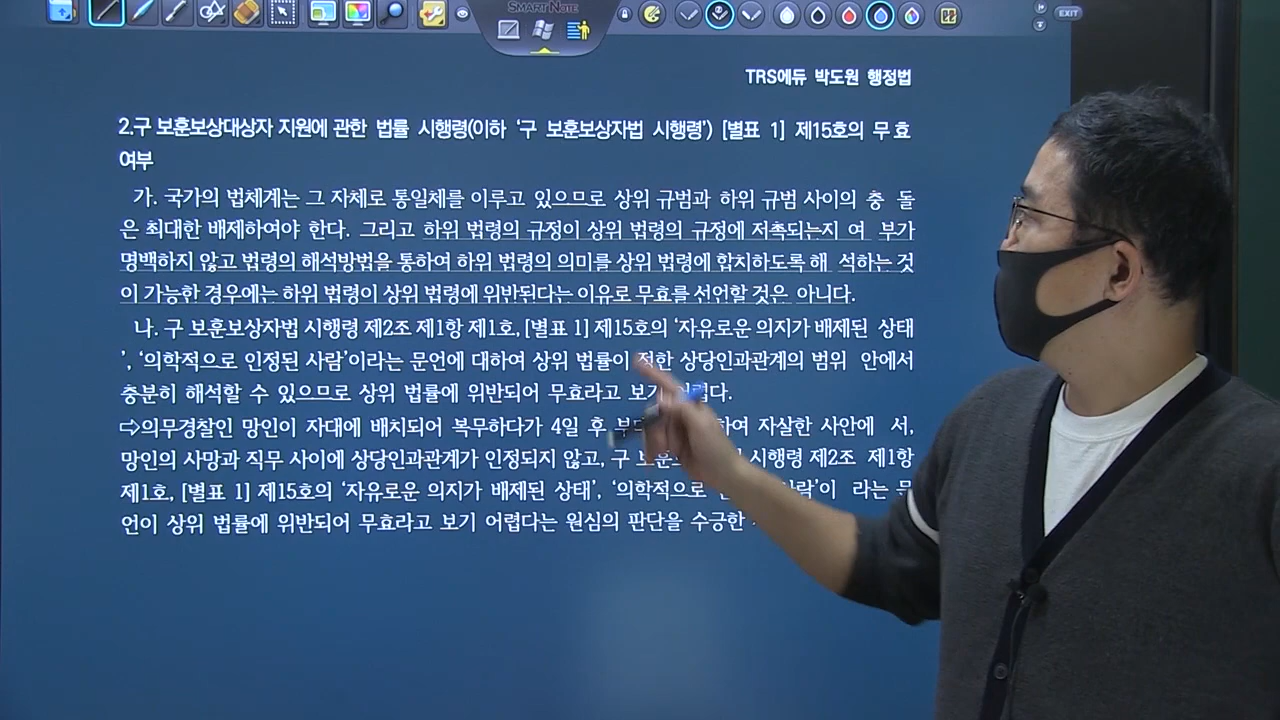 SMART NOTE
EXIT
TRS에듀 박도원 행정법
2.구 보훈보상대상자 지원에 관한 법률 시행령(이하 ‘구 보훈보상자법 시행령’) [별표 1] 제15호의 무효
여부
가. 국가의 법체계는 그 자체로 통일체를 이루고 있으므로 상위 규범과 하위 규범 사이의 충 돌
은 최대한 배제하여야 한다. 그리고 하위 법령의 규정이 상위 법령의 규정에 저촉되는지 여 부가
명백하지 않고 법령의 해석방법을 통하여 하위 법령의 의미를 상위 법령에 합치하도록 해 석하는 것
이 가능한 경우에는 하위 법령이 상위 법령에 위반된다는 이유로 무효를 선언할 것은 아니다.
나. 구 보훈보상자법 시행령 제2조 제1항 제1호, [별표 1] 제15호의 ‘자유로운 의지가 배제된 상태
’, ‘의학적으로 인정된 사람’이라는 문언에 대하여 상위 법률이 정한 상당인과관계의 범위 안에서
충분히 해석할 수 있으므로 상위 법률에 위반되어 무효라고 보기 어렵다.
⇨의무경찰인 망인이 자대에 배치되어 복무하다가 4일 후 하여 자살한 사안에 서,
망인의 사망과 직무 사이에 상당인과관계가 인정되지 않고, 구 시행령 제2조 제1항
제1호, [별표 1] 제15호의 ‘자유로운 의지가 배제된 상태’, ‘의학적으로 사람’이 라는 문
언이 상위 법률에 위반되어 무효라고 보기 어렵다는 원심의 판단을 수긍한